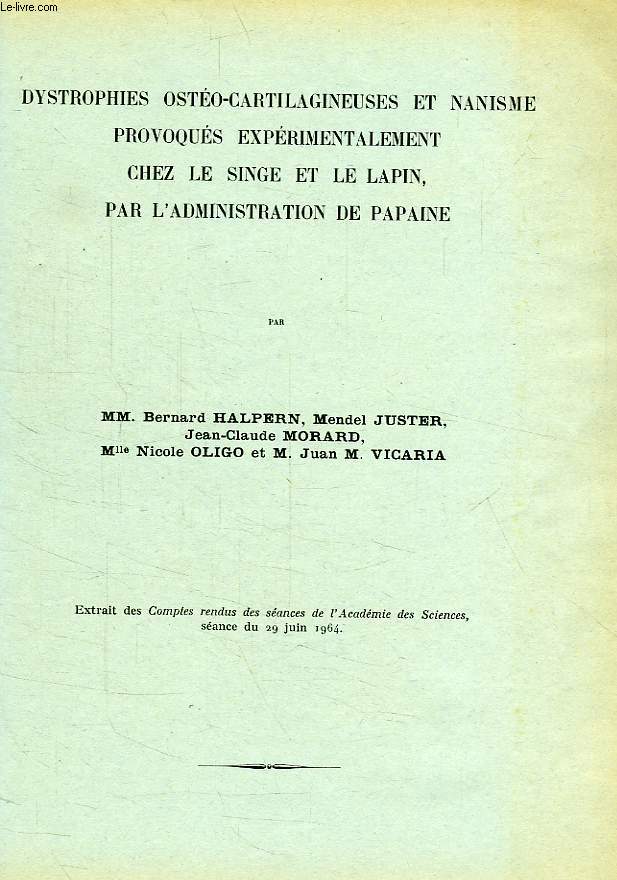 Le-livre.com
DYSTROPHIES OSTÉO-CARTILAGINEUSES ET NANISME
PROVOQUÉS EXPÉRIMENTALEMENT
CHEZ LE SINGE ET LE LAPIN,
PAR L'ADMINISTRATION DE PAPAINE
PAR
MM. Bernard HALPERN, Mendel JUSTER,
Jean-Claude MORARD,
Mlle Nicole OLIGO et M. Juan M. VICARIA
Extrait des Comptes rendus des séances de l'Académie des Sciences,
séance du 29 juin 1964.